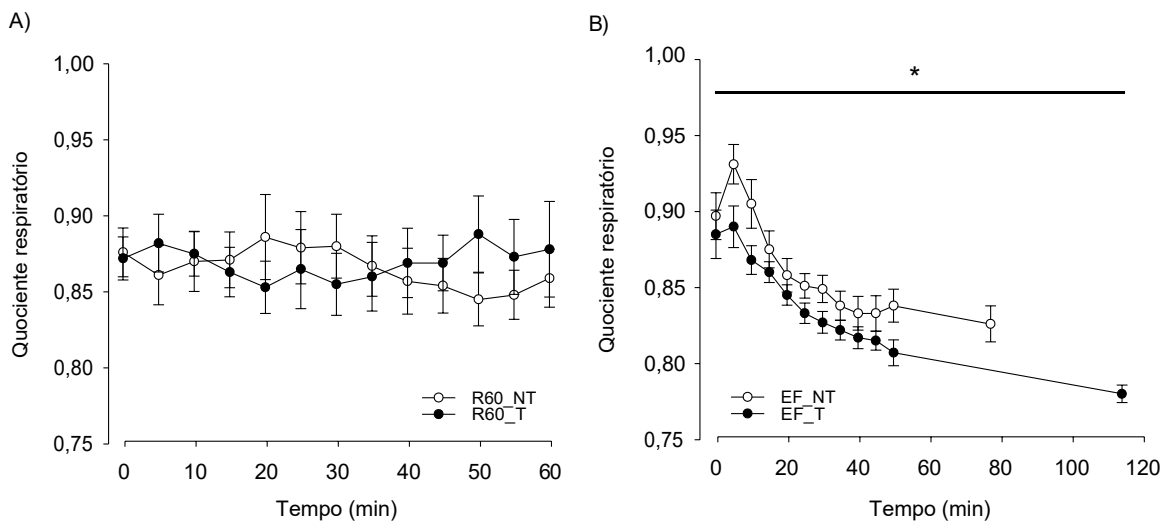 A)
1,00
0,95
0,90
0,85
0,80
0,75
Quociente respiratório
R60_NT
R60_T
0 10 20 30 40 50 60
Tempo (min)
B)
1,00
*
0,95
0,90
0,85
0,80
0,75
Quociente respiratório
EF_NT
EF_T
0 20 40 60 80 100 120
Tempo (min)